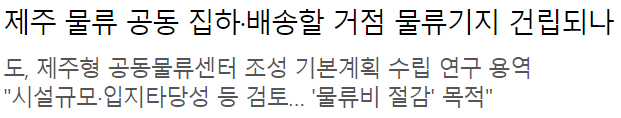 제주 물류 공동 집하·배송할 거점 물류기지 건립되나
도, 제주형 공동물류센터 조성 기본계획 수립 연구 용역
"시설규모·입지타당성 등 검토... '물류비 절감' 목적"